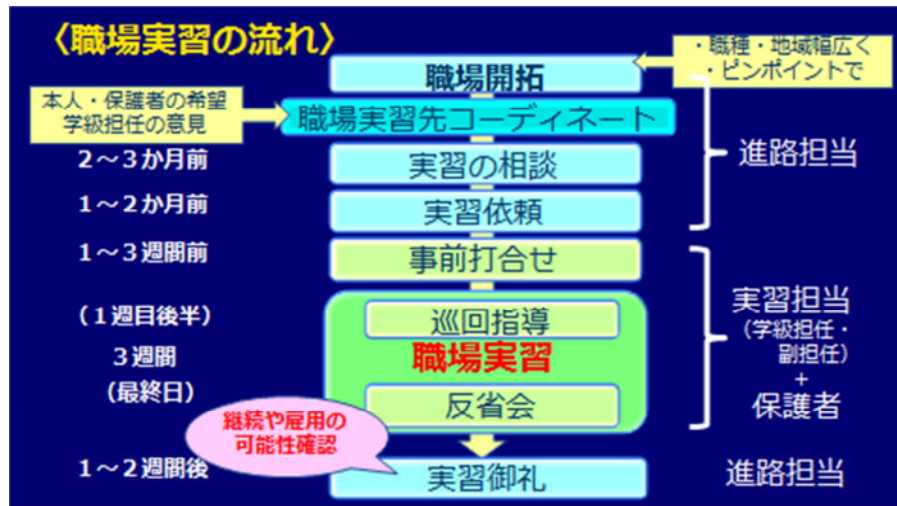 〈職場実習の流れ〉
・職種・地域幅広く
・ピンポイントで
職場開拓
本人・保護者の希望
学級担任の意見
職場実習先コーディネート
進路担当
2～3か月前
実習の相談
1～2か月前
実習依頼
1～3週間前
事前打合せ
(1週目後半)
巡回指導
3週間
職場実習
(最終日)
反省会
実習担当
(学級担任・
副担任)
+
保護者
継続や雇用の
可能性確認
1～2週間後
実習御礼
進路担当